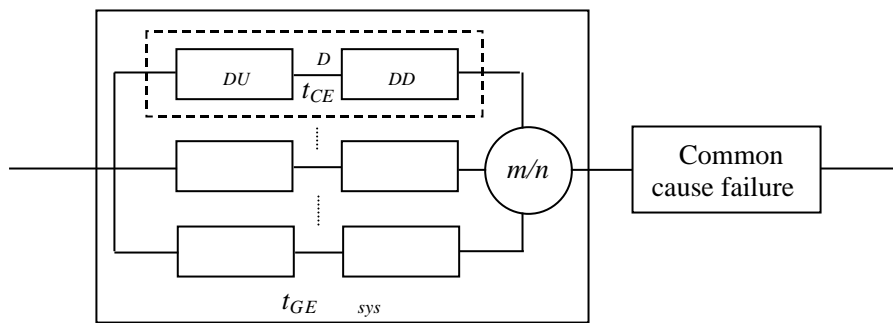 D
DU DD
t_CE
m/n
Common
cause failure
t_GE sys